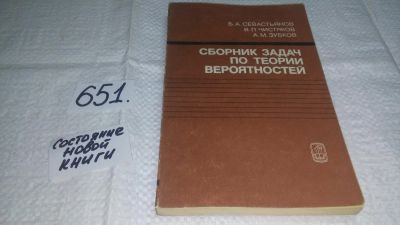 Б. А. СЕВАСТЬЯНОВ
В. П. ЧИСТЯКОВ
А. М. ЗУБКОВ
СБОРНИК ЗАДАЧ
ПО ТЕОРИИ
ВЕРОЯТНОСТЕЙ
651.
СОСТОЯНИЕ
НОВОЙ
КНИГИ